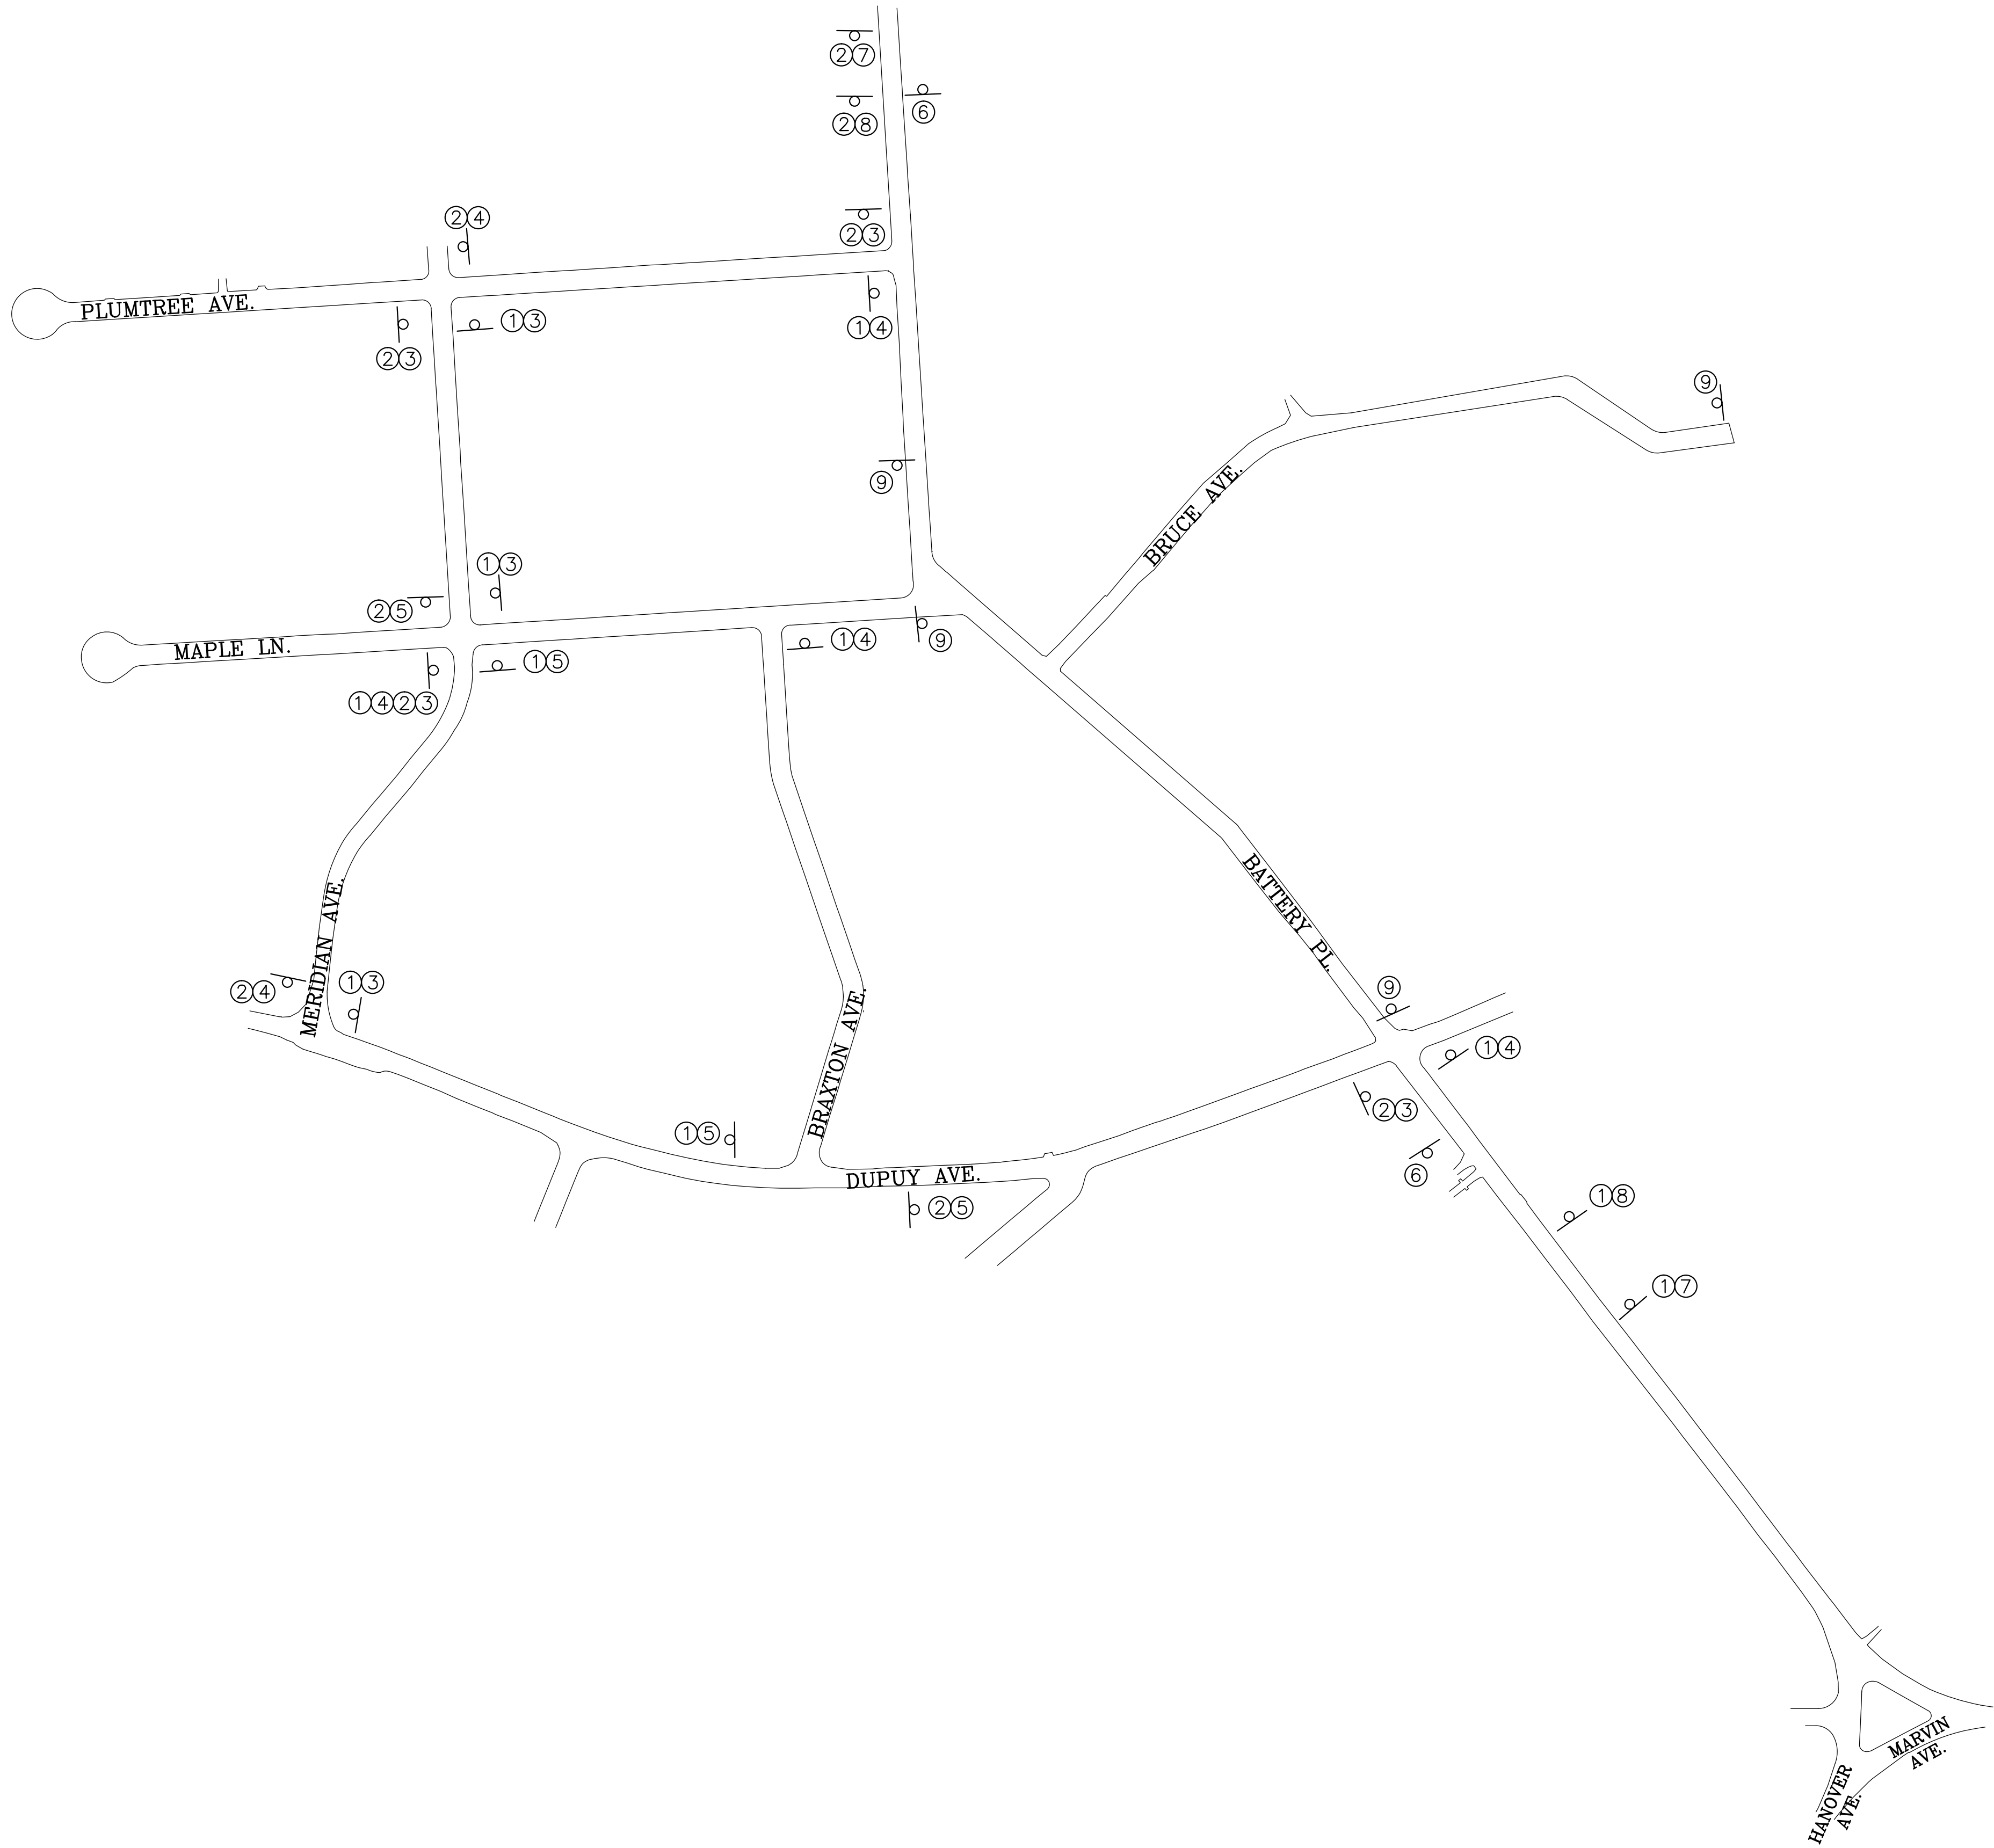 ②⑦
⑥
②⑧
②④
②③
PLUMTREE AVE.
①③
①④
②③
⑨
⑨
BRUCE AVE.
①③
②⑤
MAPLE LN.
①④
⑨
①⑤
①④②③
BATTERY PL.
MERIDIAN AVE.
②④
①③
⑨
BRAXTON AVE.
①④
②③
①⑤
DUPUY AVE.
⑥
②⑤
①⑧
①⑦
MARVIN
AVE.
HANOVER
AVE.